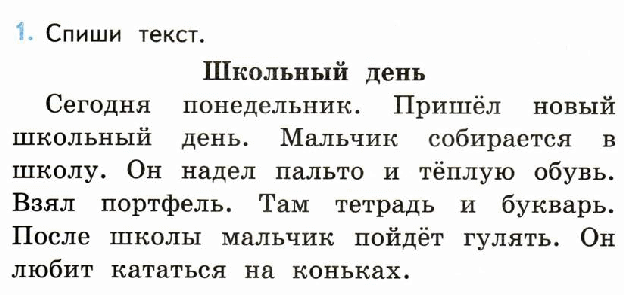 1. Спиши текст.
Школьный день
Сегодня понедельник. Пришёл новый
школьный день. Мальчик собирается в
школу. Он надел пальто и тёплую обувь.
Взял портфель. Там тетрадь и букварь.
После школы мальчик пойдёт гулять. Он
любит кататься на коньках.